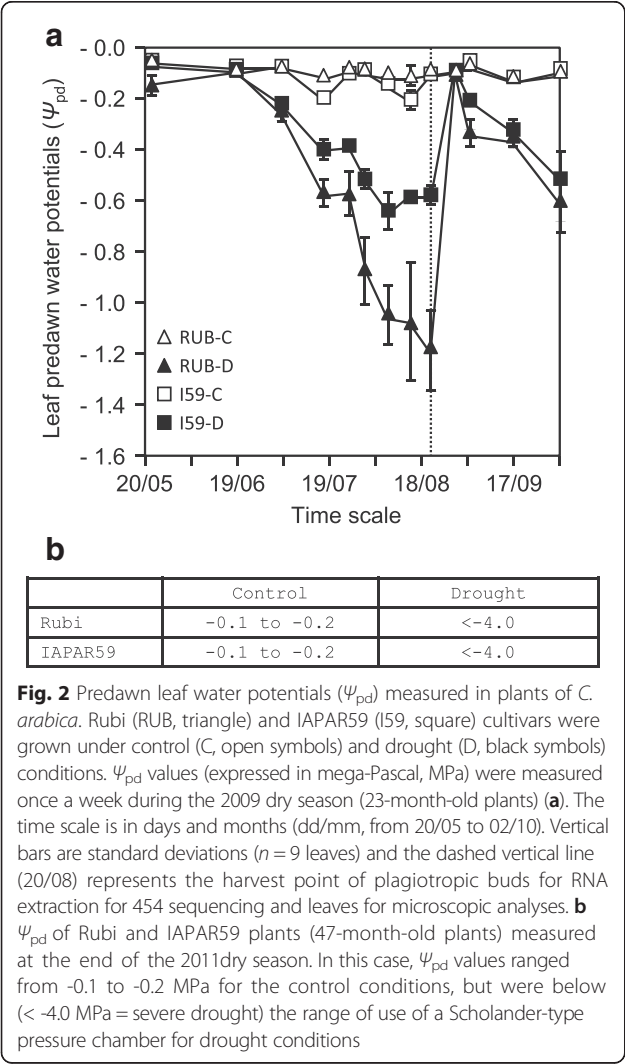 a
Leaf predawn water potentials (Ψpd)
- 0.0
- 0.2
- 0.4
- 0.6
- 0.8
- 1.0
- 1.2
- 1.4
- 1.6
RUB-C
RUB-D
I59-C
I59-D
20/05 19/06 19/07 18/08 17/09
Time scale
b
Control Drought
Rubi -0.1 to -0.2 <-4.0
IAPAR59 -0.1 to -0.2 <-4.0
Fig. 2 Predawn leaf water potentials (Ψpd) measured in plants of C.
arabica. Rubi (RUB, triangle) and IAPAR59 (I59, square) cultivars were
grown under control (C, open symbols) and drought (D, black symbols)
conditions. Ψpd values (expressed in mega-Pascal, MPa) were measured
once a week during the 2009 dry season (23-month-old plants) (a). The
time scale is in days and months (dd/mm, from 20/05 to 02/10). Vertical
bars are standard deviations (n = 9 leaves) and the dashed vertical line
(20/08) represents the harvest point of plagiotropic buds for RNA
extraction for 454 sequencing and leaves for microscopic analyses. b
Ψpd of Rubi and IAPAR59 plants (47-month-old plants) measured
at the end of the 2011dry season. In this case, Ψpd values ranged
from -0.1 to -0.2 MPa for the control conditions, but were below
(< -4.0 MPa = severe drought) the range of use of a Scholander-type
pressure chamber for drought conditions